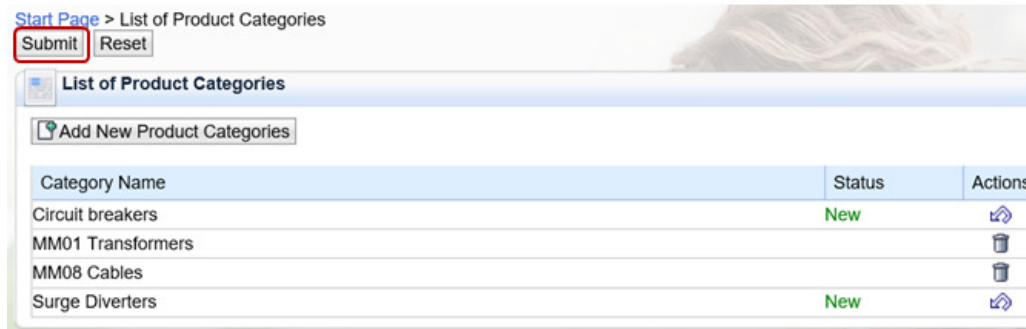 Start Page > List of Product Categories
Submit Reset
List of Product Categories
Add New Product Categories
Category Name Status Actions
Circuit breakers New
MM01 Transformers
MM08 Cables
Surge Diverters New